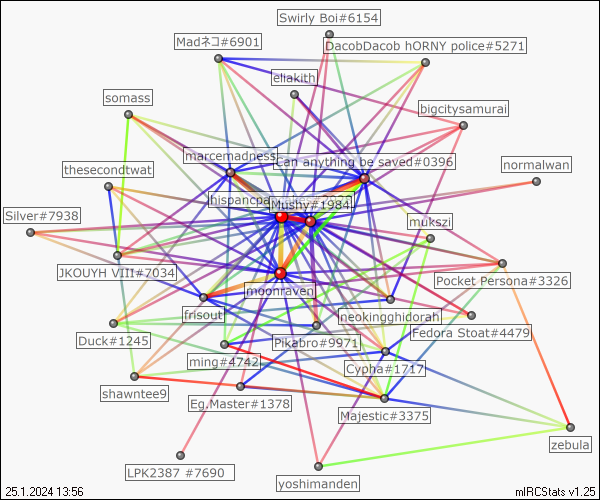 Swirly Boi#6154
Madネコ#6901
DacobDacob hORNY police#5271
eliakith
somass
bigcitysamurai
marcemadness
Can anything be saved#0396
thesecondtwat
normalwan
hispancpa
Mushy#1984
Silver#7938
mukszi
JKOUYH VIII#7034
Pocket Persona#3326
moonraven
frisout
neokingghidorah
Fedora Stoat#4479
Duck#1245
Pikabro#9971
ming#4742
Cypha#1717
shawntee9
Eg.Master#1378
Majestic#3375
zebula
LPK2387 #7690
yoshimanden
25.1.2024 13:56
mIRCStats v1.25